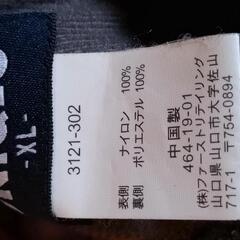 -XL-
3121-302
表側 ナイロン 100%
裏側 ポリエステル 100%
中国製
464-19-01
(株)ファーストリテイリング
山口県山口市大字佐山
717-1 〒754-0894